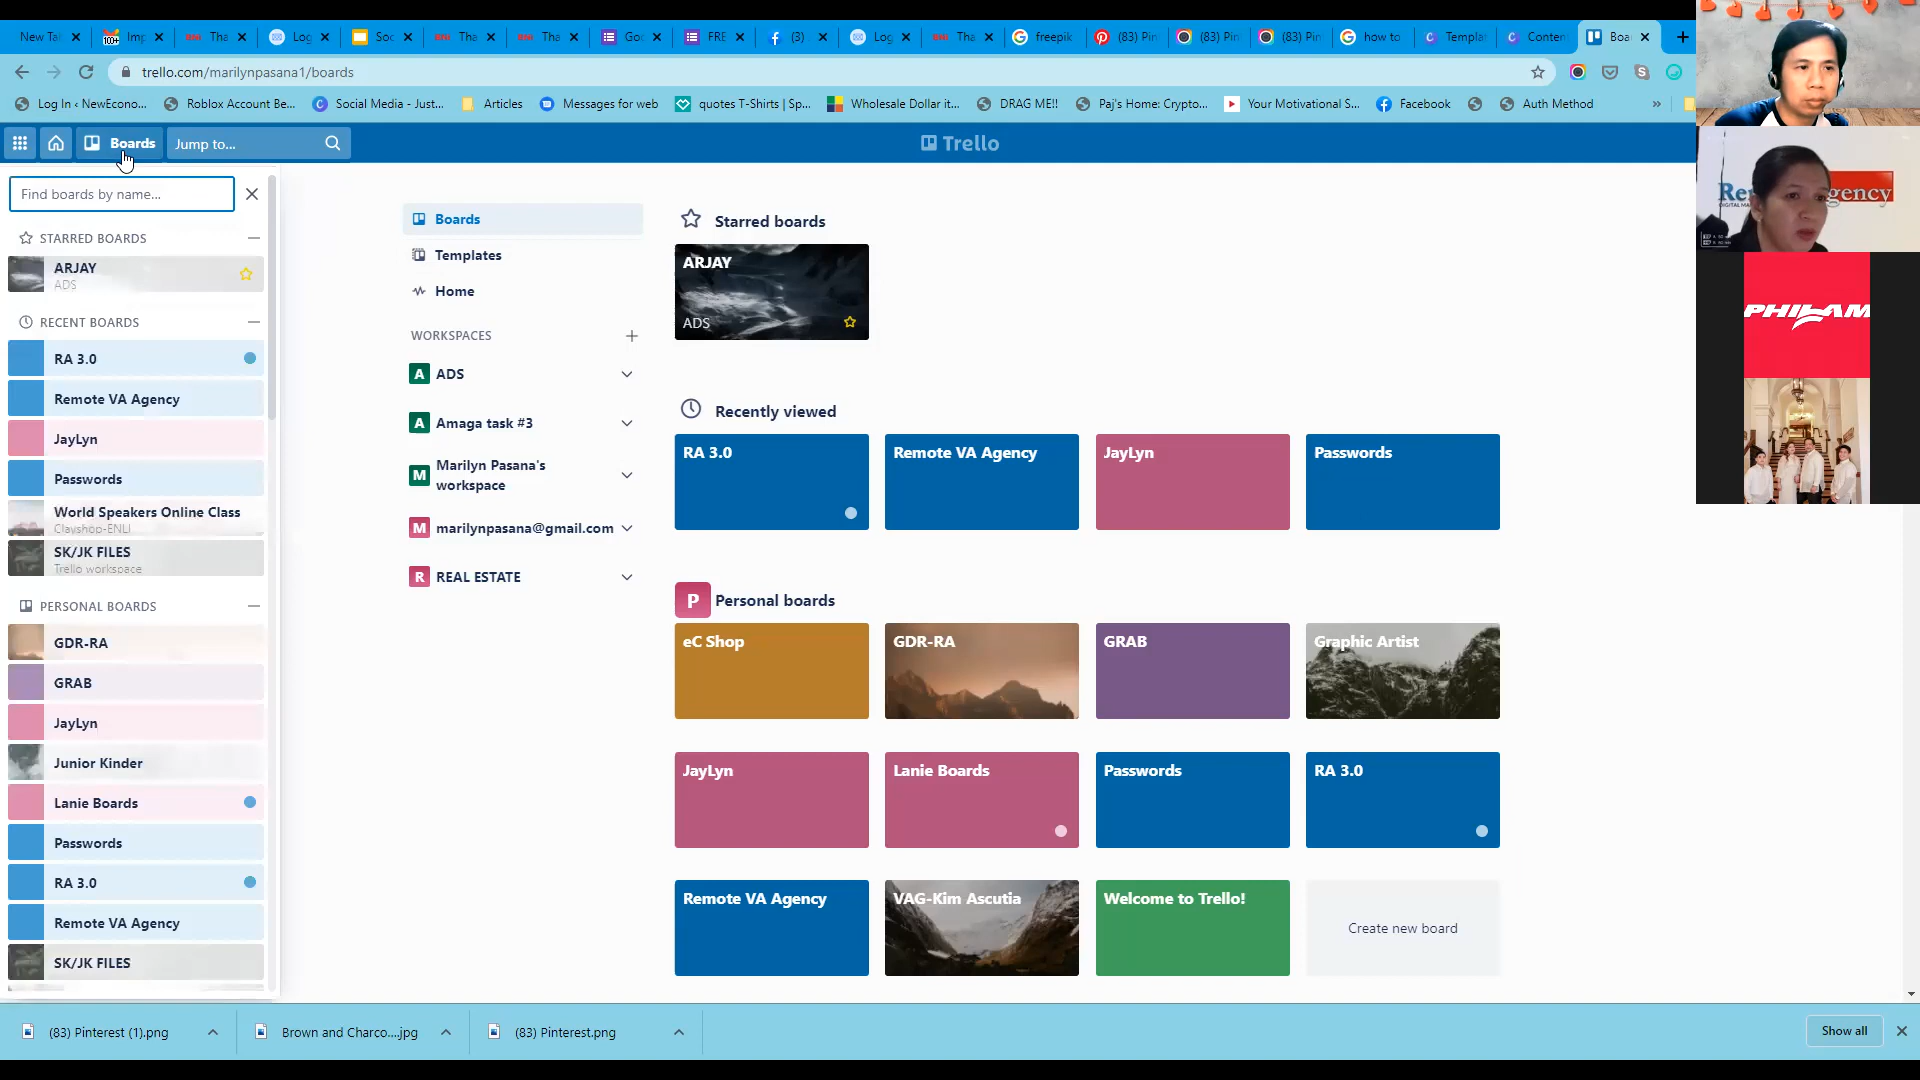 New Ta
100+
Imp
Tha
Log
Soc
Tha
Tha
Goo
FRE
(3)
Log
Tha
freepik
(83) Pin
(83) Pin
(83) Pin
how to
Templa
Conten
Boa
trello.com/marilynpasana1/boards
Log In ‹ NewEcono...
Roblox Account Be...
Social Media - Just...
Articles
Messages for web
quotes T-Shirts | Sp...
Wholesale Dollar it...
DRAG ME!!
Paj's Home: Crypto...
Your Motivational S...
Facebook
Auth Method
»
Boards
Jump to...
Trello
Find boards by name...
STARRED BOARDS
ARJAY
ADS
RECENT BOARDS
RA 3.0
Remote VA Agency
JayLyn
Passwords
World Speakers Online Class
Clayshop-ENLI
SK/JK FILES
Trello workspace
PERSONAL BOARDS
GDR-RA
GRAB
JayLyn
Junior Kinder
Lanie Boards
Passwords
RA 3.0
Remote VA Agency
SK/JK FILES
Boards
Templates
Home
WORKSPACES
A ADS
A Amaga task #3
M Marilyn Pasana's
workspace
M marilynpasana@gmail.com
R REAL ESTATE
Starred boards
ARJAY
ADS
Recently viewed
RA 3.0
Remote VA Agency
JayLyn
Passwords
P Personal boards
eC Shop
GDR-RA
GRAB
Graphic Artist
JayLyn
Lanie Boards
Passwords
RA 3.0
Remote VA Agency
VAG-Kim Ascutia
Welcome to Trello!
Create new board
PHILAM
(83) Pinterest (1).png
Brown and Charco....jpg
(83) Pinterest.png
Show all